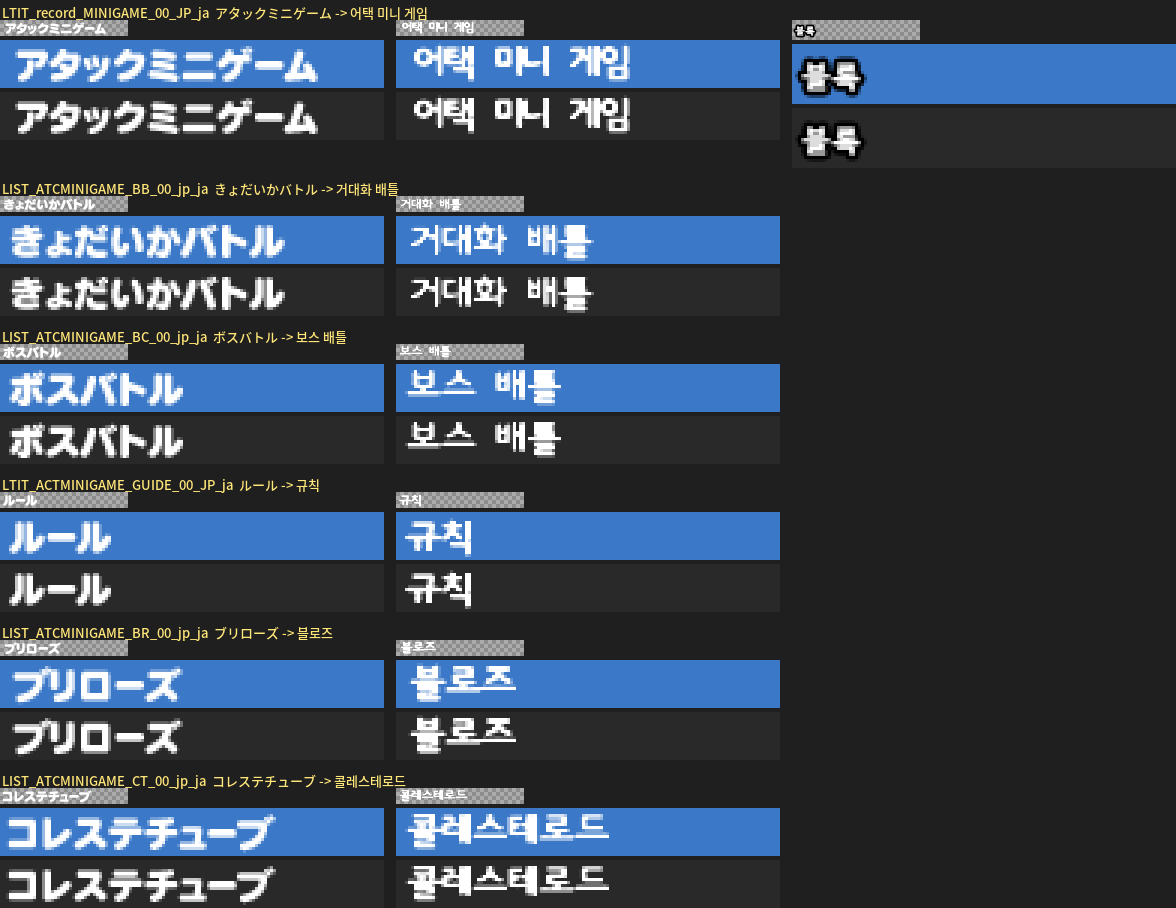 LTIT_record_MINIGAME_00_JP_ja アタックミニゲーム -> 어택 미니 게임
アタックミニゲーム 어택 미니 게임 블록
アタックミニゲーム 어택 미니 게임 블록
アタックミニゲーム 어택 미니 게임 블록
LIST_ATCMINIGAME_BB_00_jp_ja きょだいかバトル -> 거대화 배틀
きょだいかバトル 거대화 배틀
きょだいかバトル 거대화 배틀
きょだいかバトル 거대화 배틀
LIST_ATCMINIGAME_BC_00_jp_ja ボスバトル -> 보스 배틀
ボスバトル 보스 배틀
ボスバトル 보스 배틀
ボスバトル 보스 배틀
LTIT_ACTMINIGAME_GUIDE_00_JP_ja ルール -> 규칙
ルール 규칙
ルール 규칙
ルール 규칙
LIST_ATCMINIGAME_BR_00_jp_ja ブリローズ -> 블로즈
ブリローズ 블로즈
ブリローズ 블로즈
ブリローズ 블로즈
LIST_ATCMINIGAME_CT_00_jp_ja コレステチューブ -> 콜레스테로드
コレステチューブ 콜레스테로드
コレステチューブ 콜레스테로드
コレステチューブ 콜레스테로드